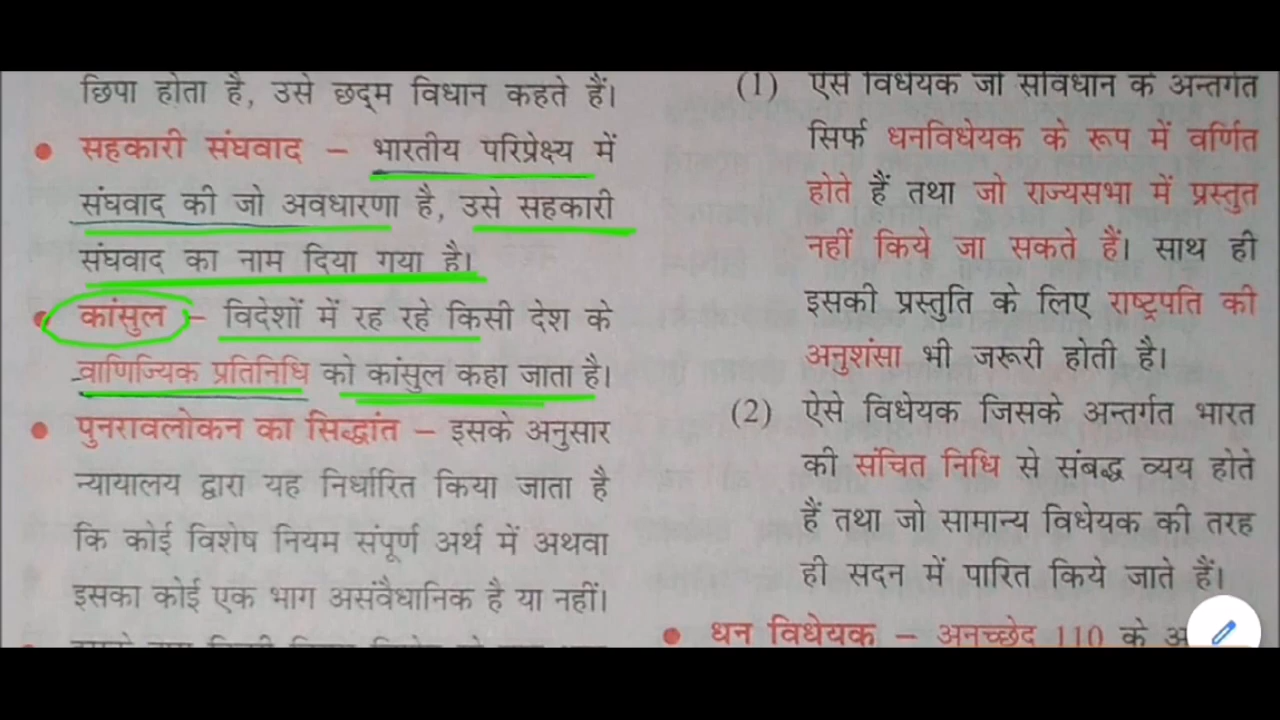 छिपा होता है, उसे छद्म विधान कहते हैं।
• सहकारी संघवाद – भारतीय परिप्रेक्ष्य में
संघवाद की जो अवधारणा है, उसे सहकारी
संघवाद का नाम दिया गया है।
• कांसुल – विदेशों में रह रहे किसी देश के
वाणिज्यिक प्रतिनिधि को कांसुल कहा जाता है।
• पुनरावलोकन का सिद्धांत – इसके अनुसार
न्यायालय द्वारा यह निर्धारित किया जाता है
कि कोई विशेष नियम संपूर्ण अर्थ में अथवा
इसका कोई एक भाग असंवैधानिक है या नहीं।
(1) ऐसे विधेयक जो संविधान के अन्तर्गत
सिर्फ धनविधेयक के रूप में वर्णित
होते हैं तथा जो राज्यसभा में प्रस्तुत
नहीं किये जा सकते हैं। साथ ही
इसकी प्रस्तुति के लिए राष्ट्रपति की
अनुशंसा भी जरूरी होती है।
(2) ऐसे विधेयक जिसके अन्तर्गत भारत
की संचित निधि से संबद्ध व्यय होते
हैं तथा जो सामान्य विधेयक की तरह
ही सदन में पारित किये जाते हैं।
• धन विधेयक – अनुच्छेद 110 के